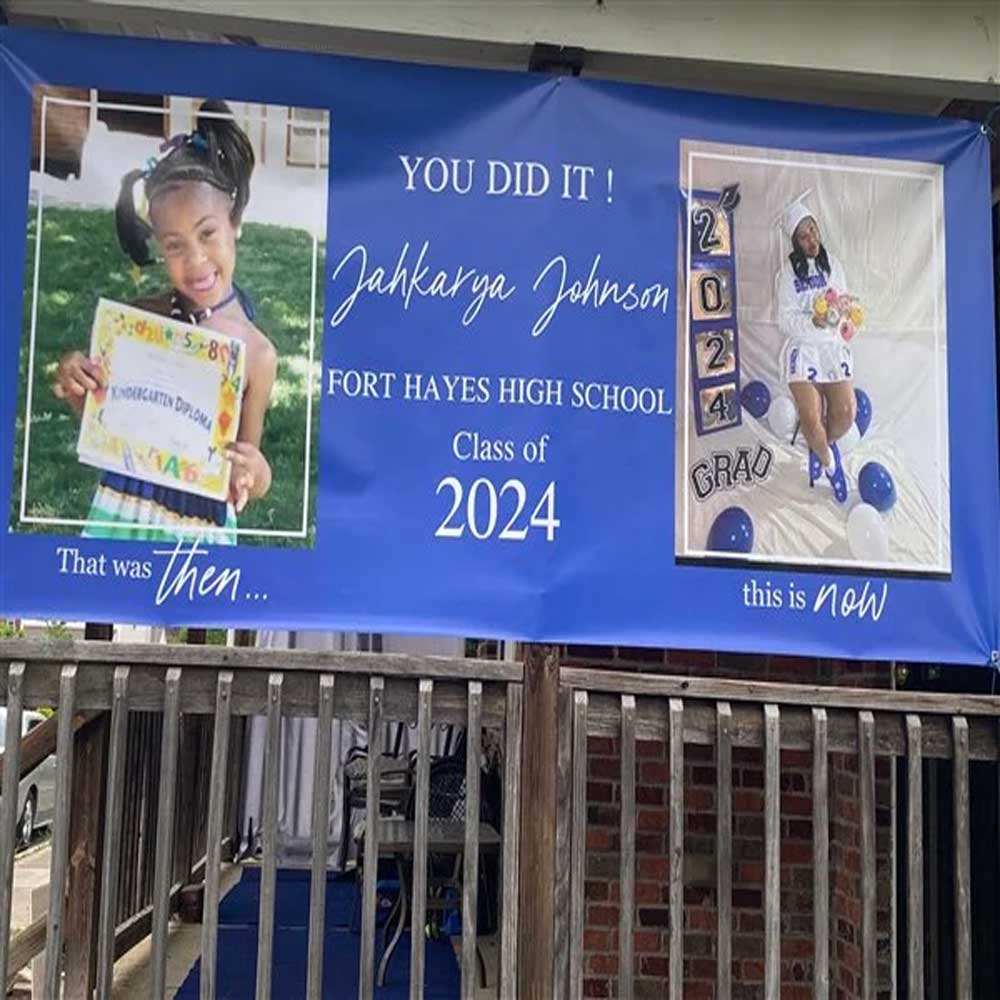 YOU DID IT !
Jahkarya Johnson
FORT HAYES HIGH SCHOOL
Class of
2024
KINDERGARTEN DIPLOMA
That was then...
2
0
2
4
GRAD
this is now